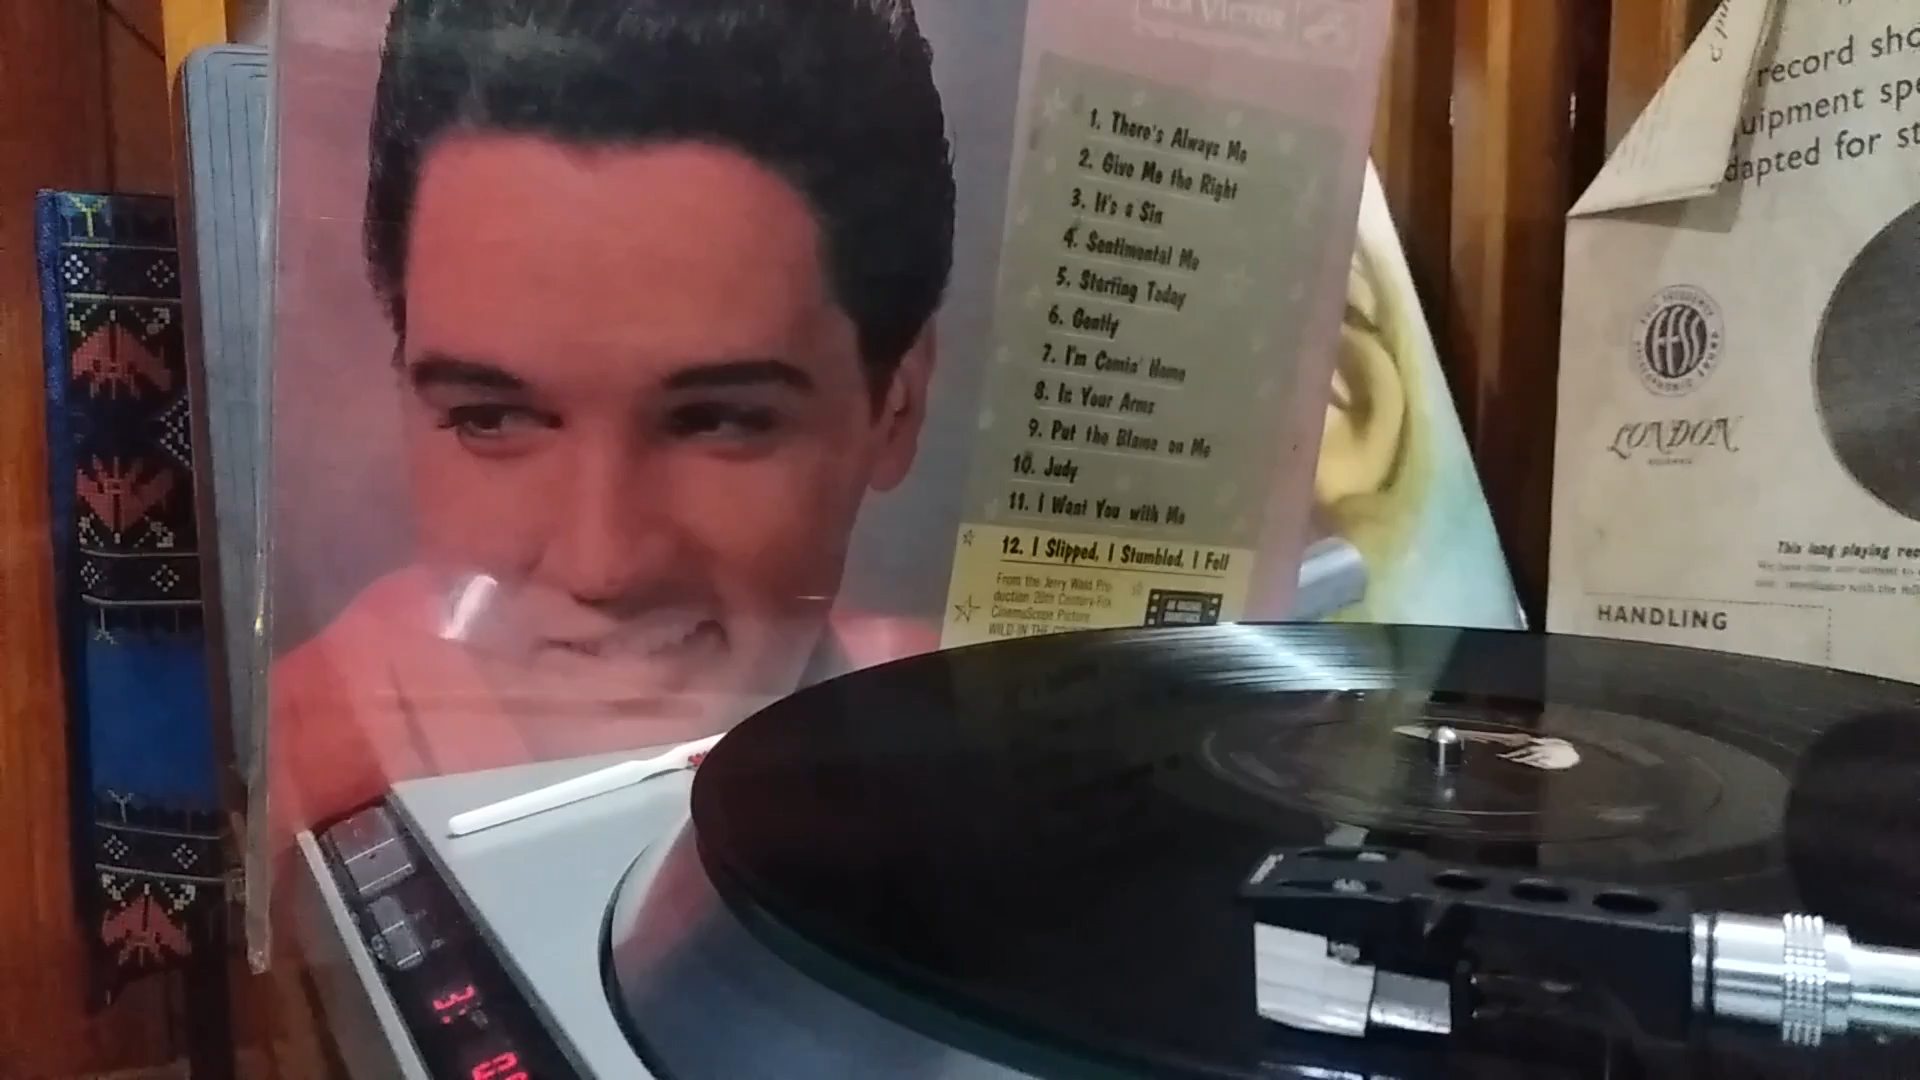 RCA VICTOR
1. There's Always Me
2. Give Me the Right
3. It's a Sin
4. Sentimental Me
5. Starting Today
6. Gently
7. I'm Comin' Home
8. In Your Arms
9. Put the Blame on Me
10. Judy
11. I Want You with Me
12. I Slipped, I Stumbled, I Fell
From the Jerry Wald Pro-
duction 20th Century-Fox
CinemaScope Picture
WILD IN THE
record sho
uipment spe
dapted for st
LONDON
This long playing rec
HANDLING